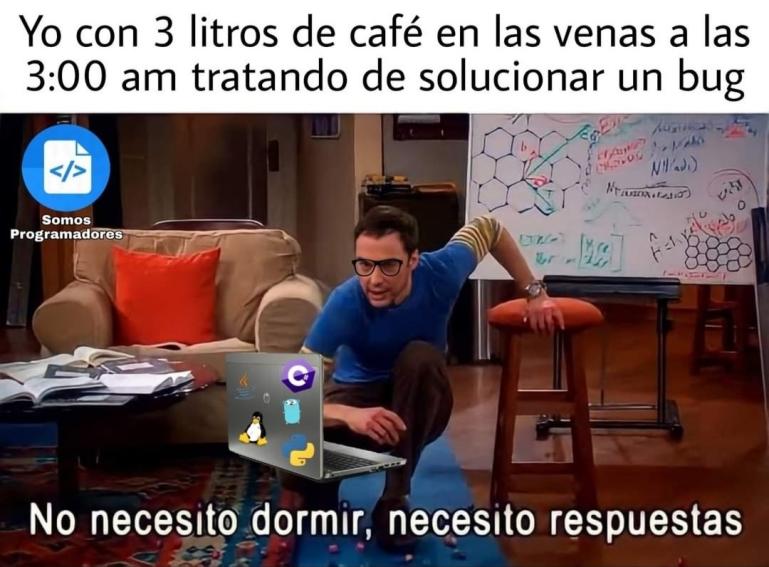 Yo con 3 litros de café en las venas a las
3:00 am tratando de solucionar un bug
</>
Somos
Programadores
No necesito dormir, necesito respuestas